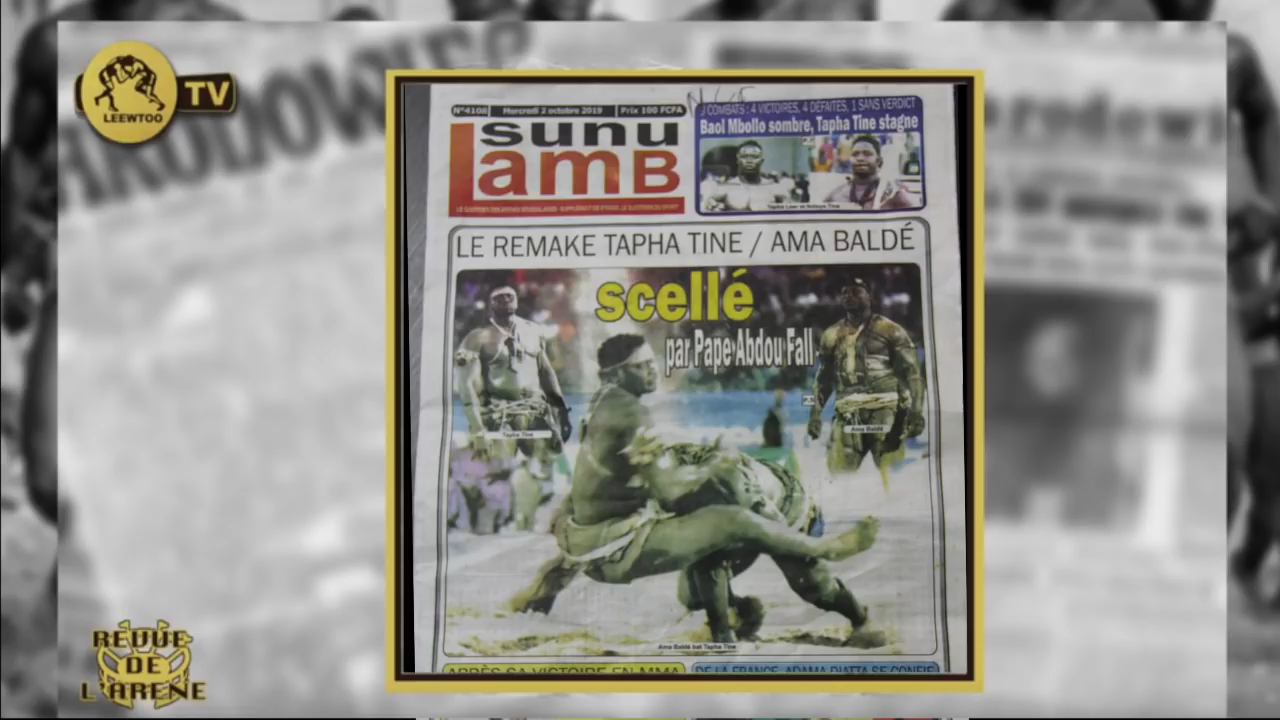 LEEWTOO
TV
N°4108
Mercredi 2 octobre 2019
Prix 100 FCFA
sunu
Lamb
COMBATS : 4 VICTOIRES, 4 DÉFAITES, 1 SANS VERDICT
Baol Mbollo sombre, Tapha Tine stagne
LE REMAKE TAPHA TINE / AMA BALDÉ
scellé
par Pape Abdou Fall
Tapha Tine
Ama Baldé
Ama Baldé bat Tapha Tine
APRÈS SA VICTOIRE EN MMA
DE LA FRANCE, ADAMA DIATTA SE CONFIE
REVUE
DE
L'ARENE